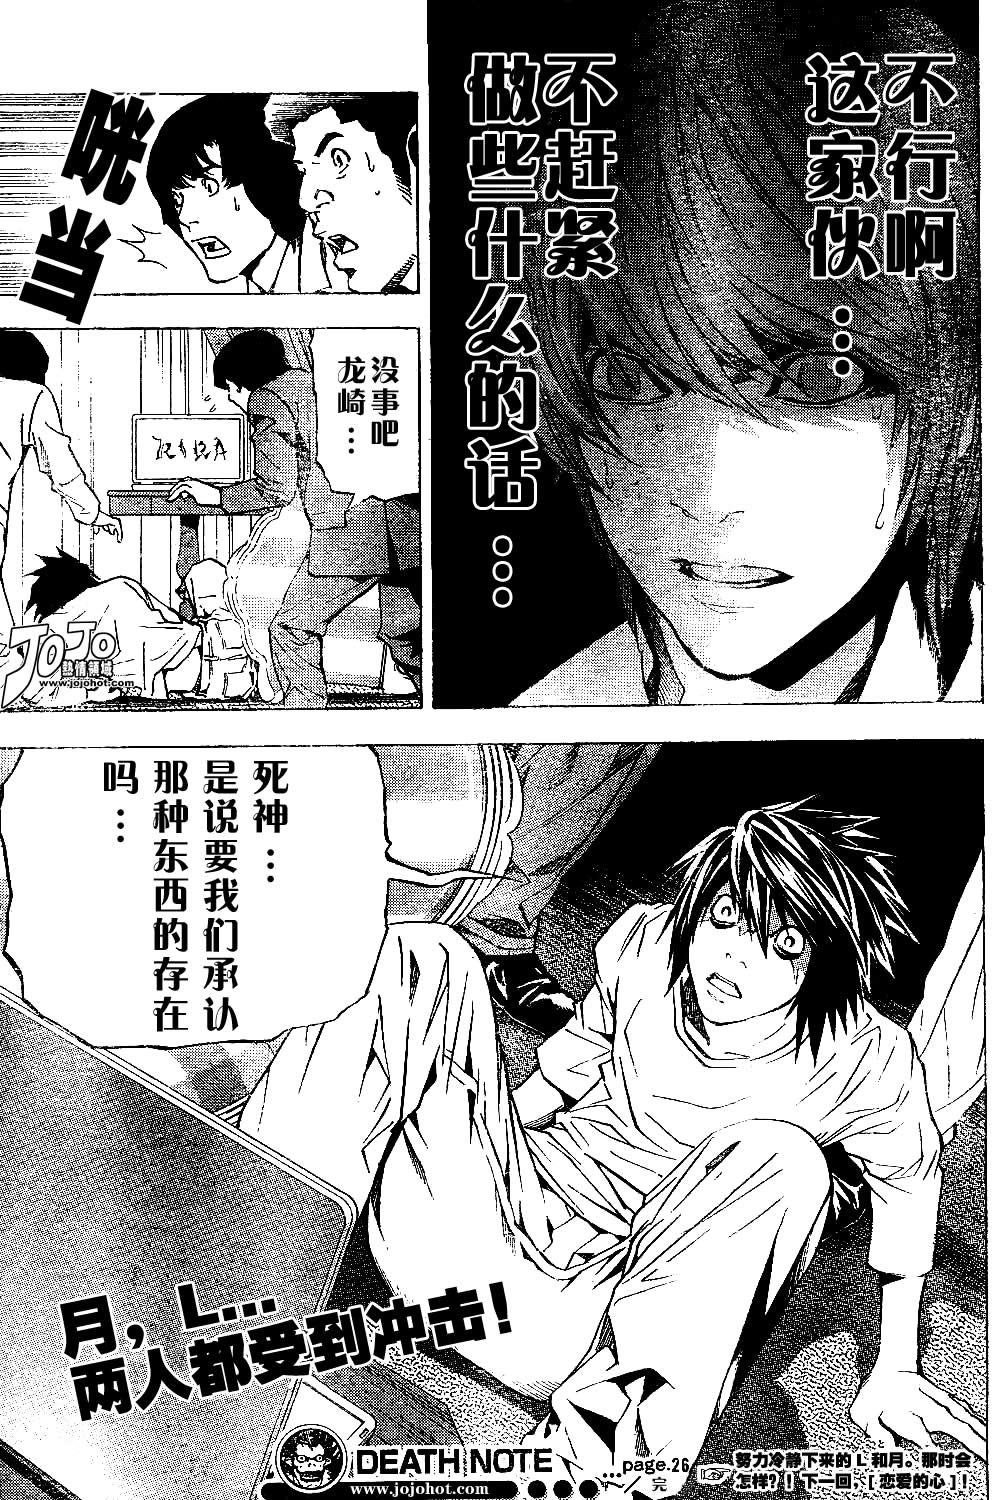 不行啊
这家伙…
不赶紧
做些什么的话…
咣当
没事吧
龙崎…
死神…
是说要我们承认
那种东西的存在
吗…
月，L…
两人都受到冲击！
JOJO
熱情領域
www.jojohot.com
DEATH NOTE
www.jojohot.com
…page.26
完
努力冷静下来的L和月。那时会
怎样？！下一回，[恋爱的心]！